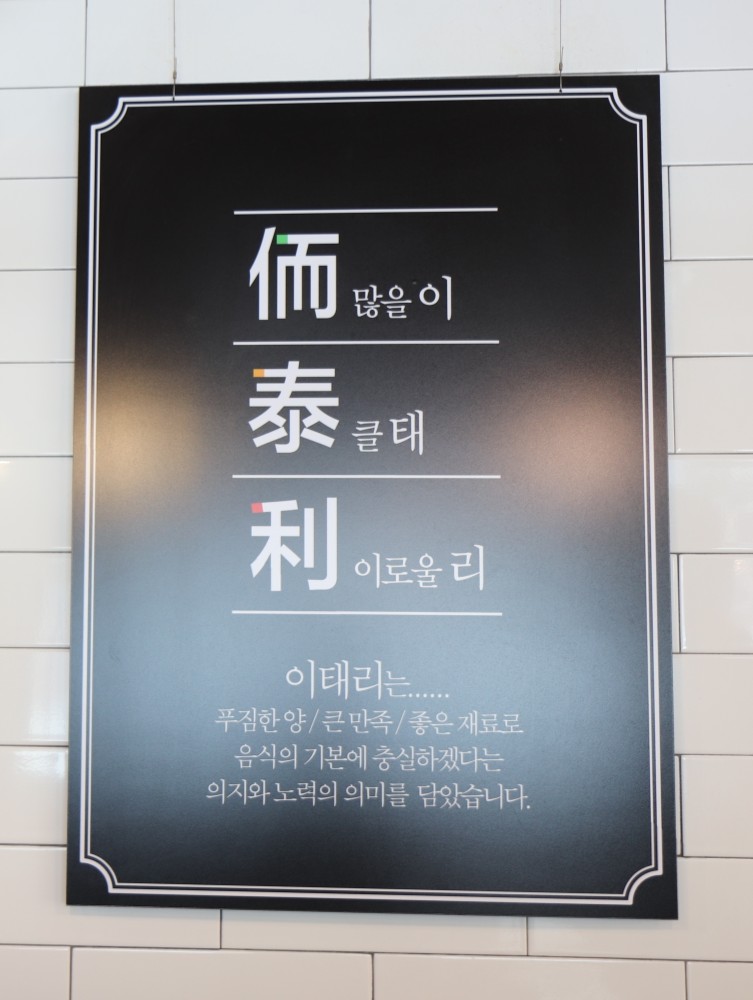 侕 많을 이
泰 클 태
利 이로울 리
이태리는......
푸짐한 양 / 큰 만족 / 좋은 재료로
음식의 기본에 충실하겠다는
의지와 노력의 의미를 담았습니다.